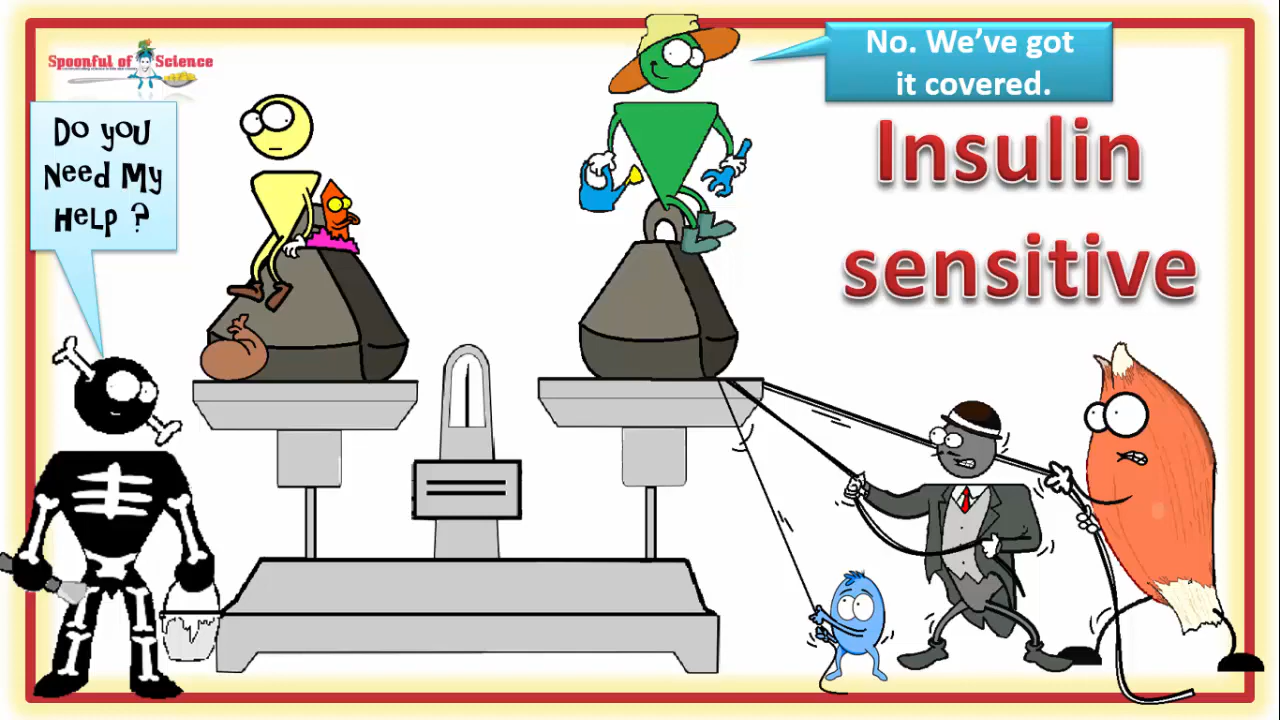 Spoonful of Science
Do you
Need My
Help ?
No. We've got
it covered.
Insulin
sensitive